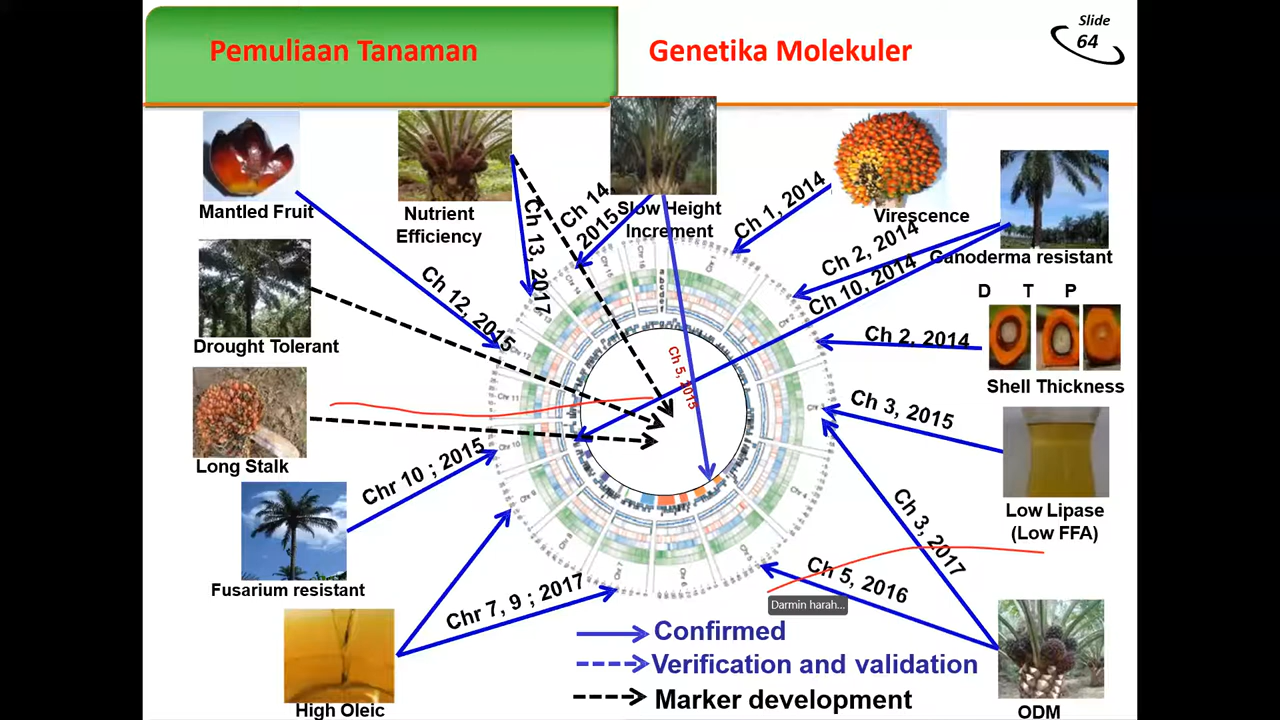 Pemuliaan Tanaman
Genetika Molekuler
Slide
64
Mantled Fruit
Nutrient
Efficiency
Slow Height
Increment
Virescence
Ganoderma resistant
Drought Tolerant
Long Stalk
Fusarium resistant
High Oleic
D T P
Shell Thickness
Low Lipase
(Low FFA)
ODM
Ch 12, 2015
Ch 13, 2017
Ch 14
2015
Ch 5, 2015
Ch 1, 2014
Ch 2, 2014
Ch 10, 2014
Ch 2, 2014
Ch 3, 2015
Ch 3, 2017
Ch 5, 2016
Chr 10 ; 2015
Chr 7, 9 ; 2017
Darmin harah...
Confirmed
Verification and validation
Marker development